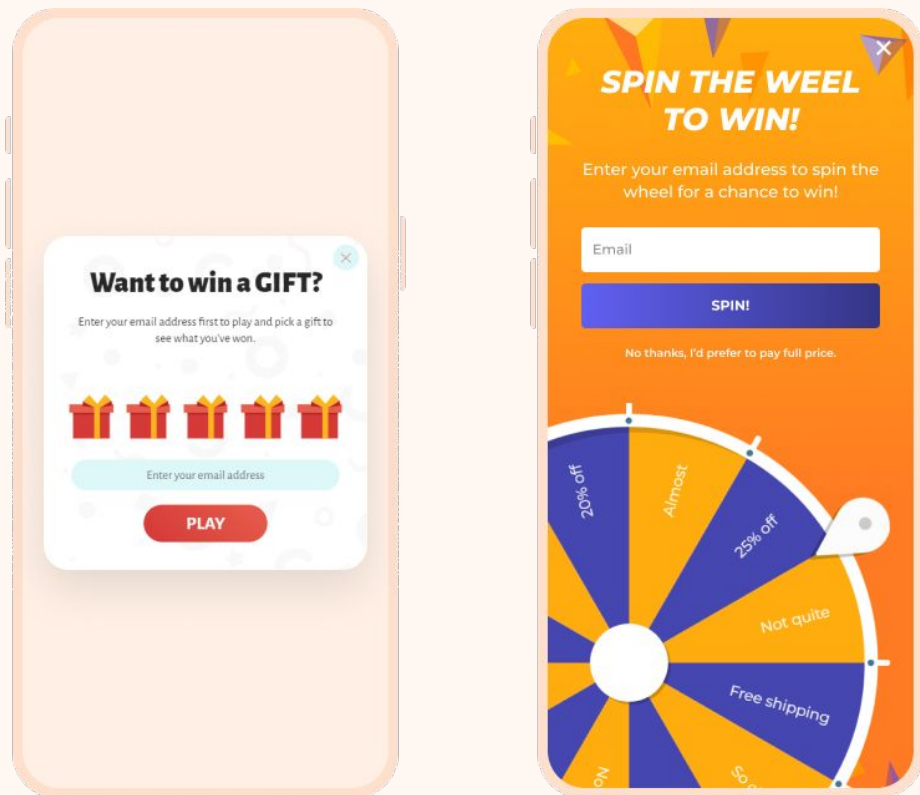 Want to win a GIFT?
Enter your email address first to play and pick a gift to
see what you've won.
Enter your email address
PLAY
SPIN THE WEEL
TO WIN!
Enter your email address to spin the
wheel for a chance to win!
Email
SPIN!
No thanks, I'd prefer to pay full price.
20% off
Almost
25% off
Not quite
Free shipping